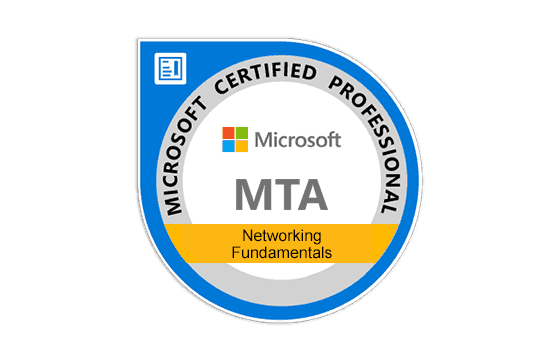 MICROSOFT CERTIFIED PROFESSIONAL
Microsoft
MTA
Networking
Fundamentals